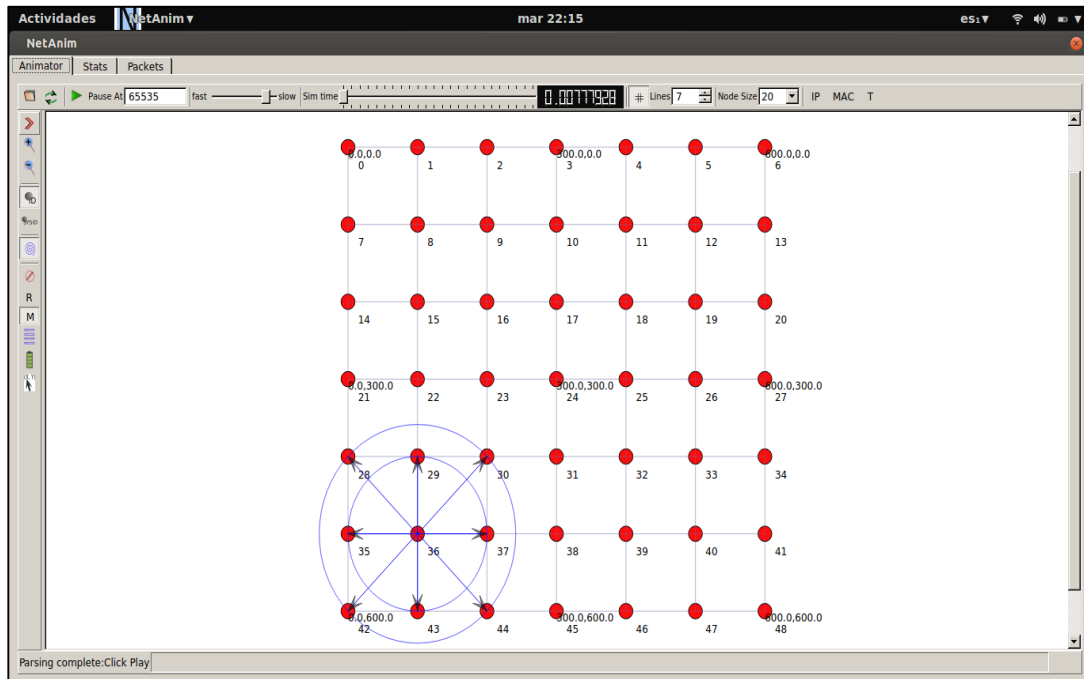 Actividades NetAnim ▾ mar 22:15 es₁ ▾
NetAnim
Animator Stats Packets
Pause At 65535 fast slow Sim time 0.00777928 # Lines 7 Node Size 20 IP MAC T
ID
SYSID
R
M
0.0,0.0 300.0,0.0 600.0,0.0
0 1 2 3 4 5 6
7 8 9 10 11 12 13
14 15 16 17 18 19 20
0.0,300.0 300.0,300.0 600.0,300.0
21 22 23 24 25 26 27
28 29 30 31 32 33 34
35 36 37 38 39 40 41
0.0,600.0 300.0,600.0 600.0,600.0
42 43 44 45 46 47 48
Parsing complete:Click Play